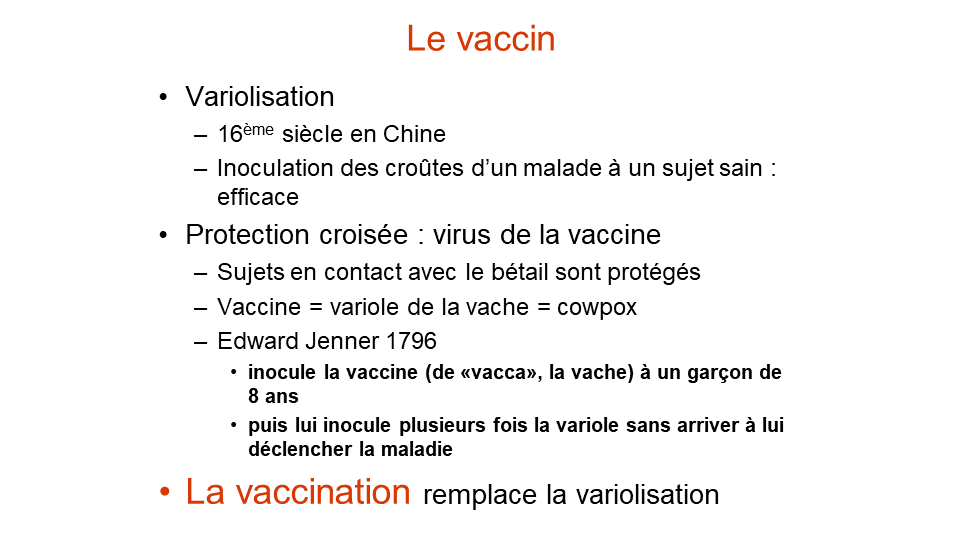 Le vaccin
• Variolisation
– 16ème siècle en Chine
– Inoculation des croûtes d’un malade à un sujet sain :
efficace
• Protection croisée : virus de la vaccine
– Sujets en contact avec le bétail sont protégés
– Vaccine = variole de la vache = cowpox
– Edward Jenner 1796
• inocule la vaccine (de «vacca», la vache) à un garçon de
8 ans
• puis lui inocule plusieurs fois la variole sans arriver à lui
déclencher la maladie
• La vaccination remplace la variolisation